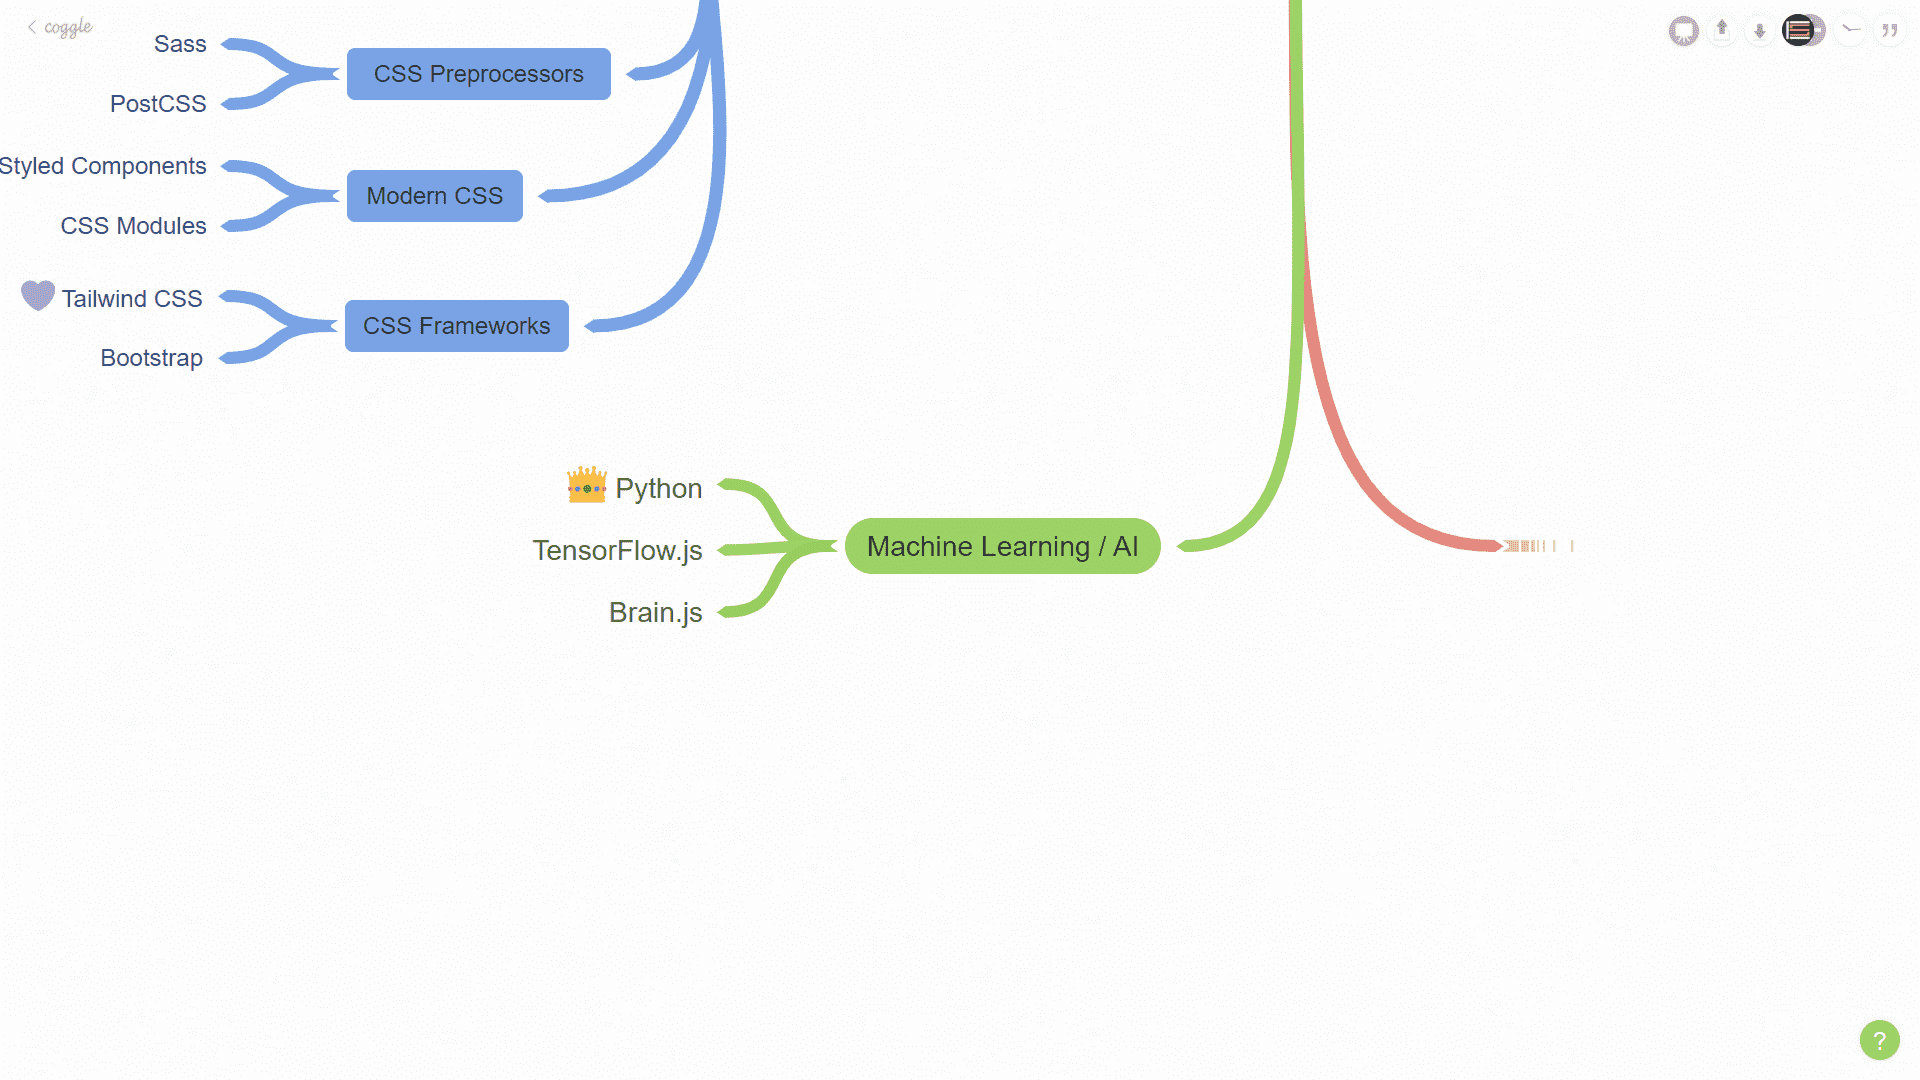 coggle
Sass
CSS Preprocessors
PostCSS
Styled Components
Modern CSS
CSS Modules
Tailwind CSS
CSS Frameworks
Bootstrap
Python
TensorFlow.js
Machine Learning / AI
Brain.js
?